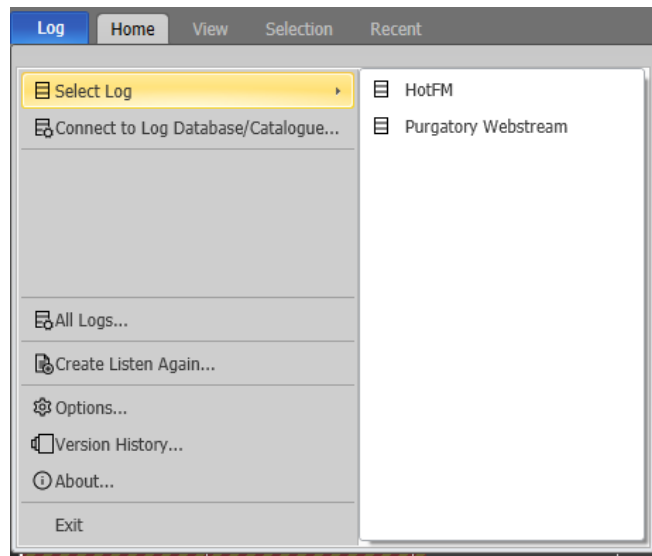 Log Home View Selection Recent
Select Log
HotFM
Connect to Log Database/Catalogue...
Purgatory Webstream
All Logs...
Create Listen Again...
Options...
Version History...
About...
Exit